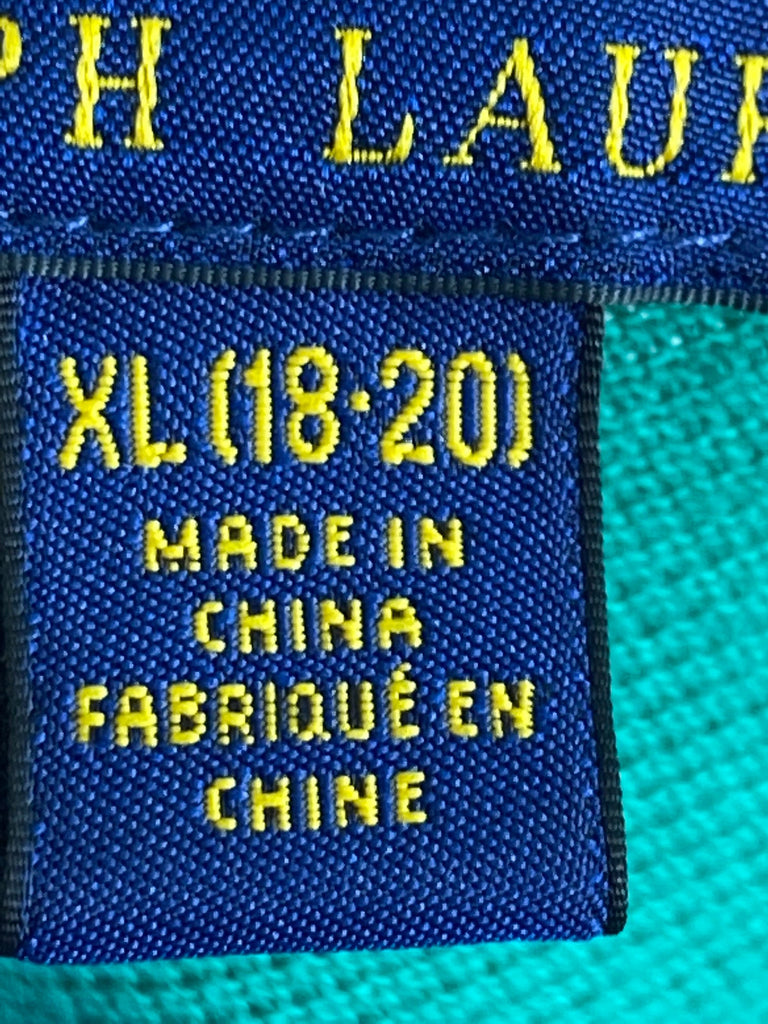 PH LAUR
XL (18·20)
MADE IN
CHINA
FABRIQUÉ EN
CHINE